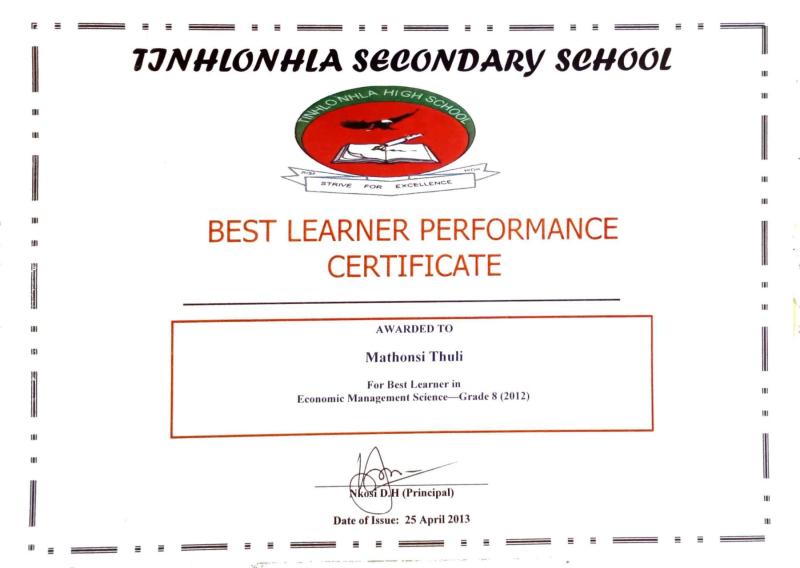 TINHLONHLA SECONDARY SCHOOL
TINHLONHLA HIGH SCHOOL
STRIVE FOR EXCELLENCE
BEST LEARNER PERFORMANCE
CERTIFICATE
AWARDED TO
Mathonsi Thuli
For Best Learner in
Economic Management Science—Grade 8 (2012)
Nkosi D.H (Principal)
Date of Issue: 25 April 2013